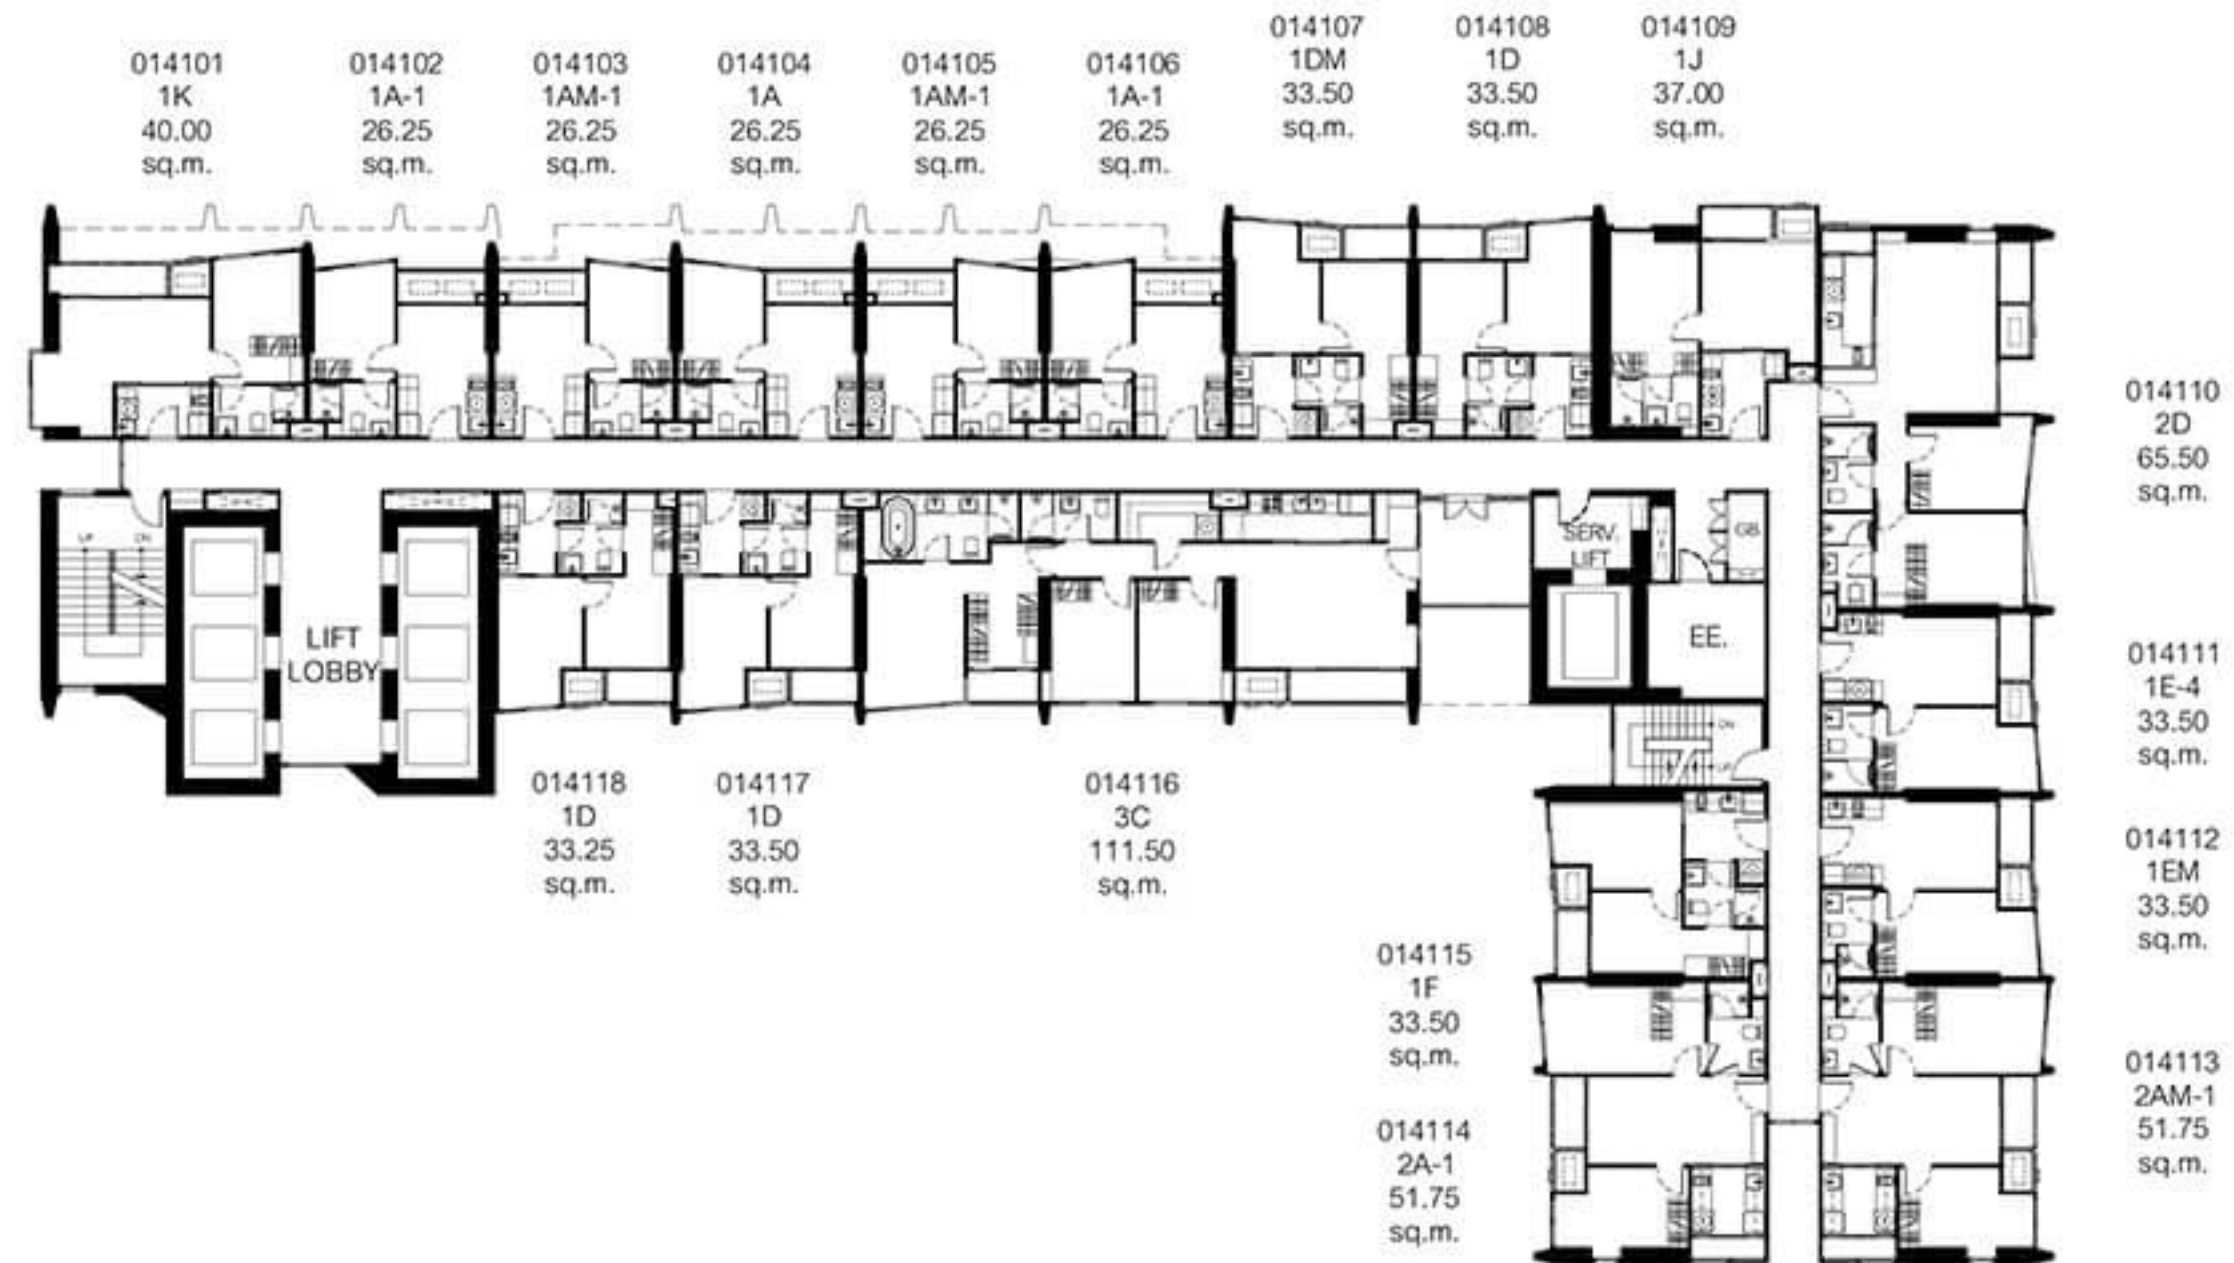 014101
1K
40.00
sq.m.
014102
1A-1
26.25
sq.m.
014103
1AM-1
26.25
sq.m.
014104
1A
26.25
sq.m.
014105
1AM-1
26.25
sq.m.
014106
1A-1
26.25
sq.m.
014107
1DM
33.50
sq.m.
014108
1D
33.50
sq.m.
014109
1J
37.00
sq.m.
014110
2D
65.50
sq.m.
014111
1E-4
33.50
sq.m.
014112
1EM
33.50
sq.m.
014113
2AM-1
51.75
sq.m.
UP
DN
LIFT
LOBBY
SERV.
LIFT
GB.
EE.
DN
UP
014118
1D
33.25
sq.m.
014117
1D
33.50
sq.m.
014116
3C
111.50
sq.m.
014115
1F
33.50
sq.m.
014114
2A-1
51.75
sq.m.